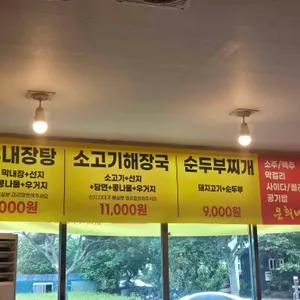 내장탕
막내장+선지
+콩나물+우거지
000원
소고기해장국
소고기+선지
+당면+콩나물+우거지
11,000원
순두부찌개
돼지고기+순두부
9,000원
소주/맥주
막걸리
사이다/콜라
공기밥